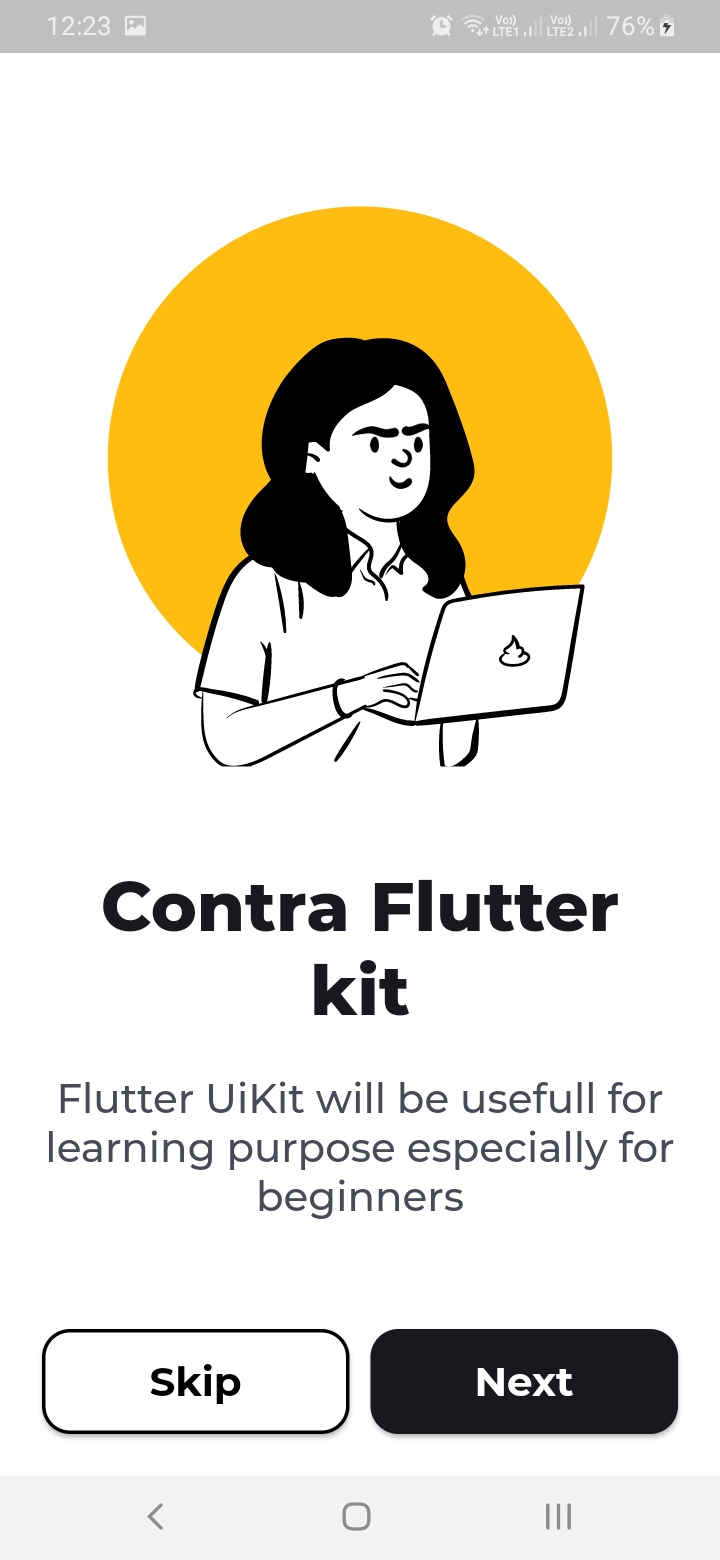 12:23 Vo) LTE1 Vo) LTE2 76%
Contra Flutter
kit
Flutter UiKit will be usefull for
learning purpose especially for
beginners
Skip Next